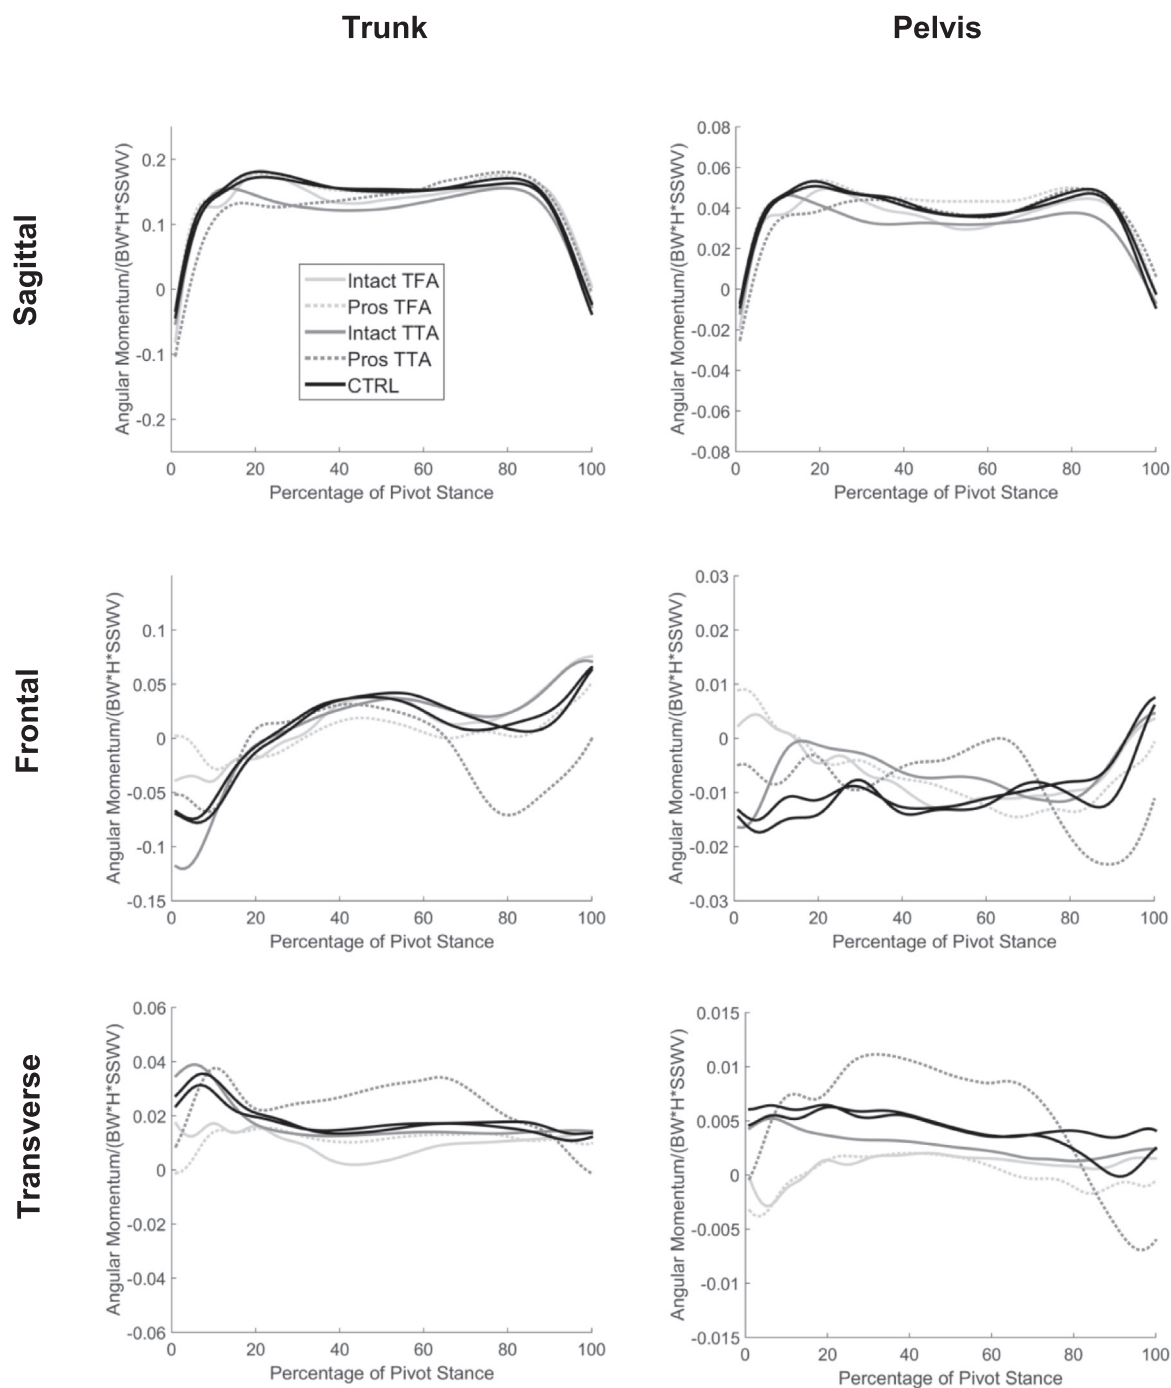 Trunk
Pelvis
Sagittal
Angular Momentum/(BW*H*SSWV)
0.2
0.1
0
-0.1
-0.2
Intact TFA
Pros TFA
Intact TTA
Pros TTA
CTRL
0 20 40 60 80 100
Percentage of Pivot Stance
Angular Momentum/(BW*H*SSWV)
0.08
0.06
0.04
0.02
0
-0.02
-0.04
-0.06
-0.08
0 20 40 60 80 100
Percentage of Pivot Stance
Frontal
Angular Momentum/(BW*H*SSWV)
0.1
0.05
0
-0.05
-0.1
-0.15
0 20 40 60 80 100
Percentage of Pivot Stance
Angular Momentum/(BW*H*SSWV)
0.03
0.02
0.01
0
-0.01
-0.02
-0.03
0 20 40 60 80 100
Percentage of Pivot Stance
Transverse
Angular Momentum/(BW*H*SSWV)
0.06
0.04
0.02
0
-0.02
-0.04
-0.06
0 20 40 60 80 100
Percentage of Pivot Stance
Angular Momentum/(BW*H*SSWV)
0.015
0.01
0.005
0
-0.005
-0.01
-0.015
0 20 40 60 80 100
Percentage of Pivot Stance